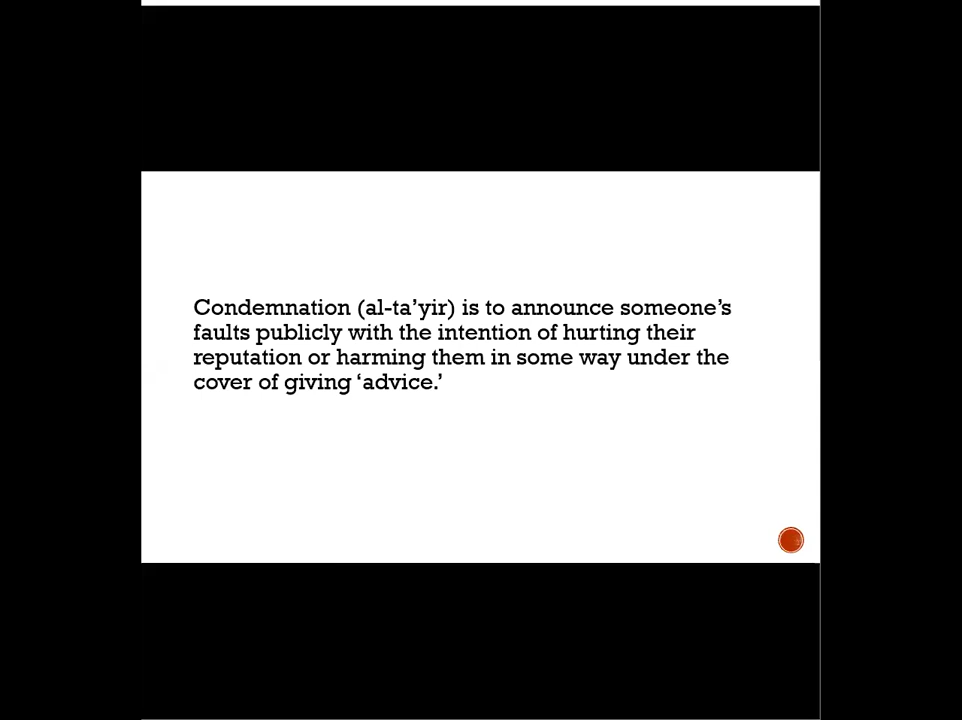 Condemnation (al-ta’yir) is to announce someone’s
faults publicly with the intention of hurting their
reputation or harming them in some way under the
cover of giving ‘advice.’